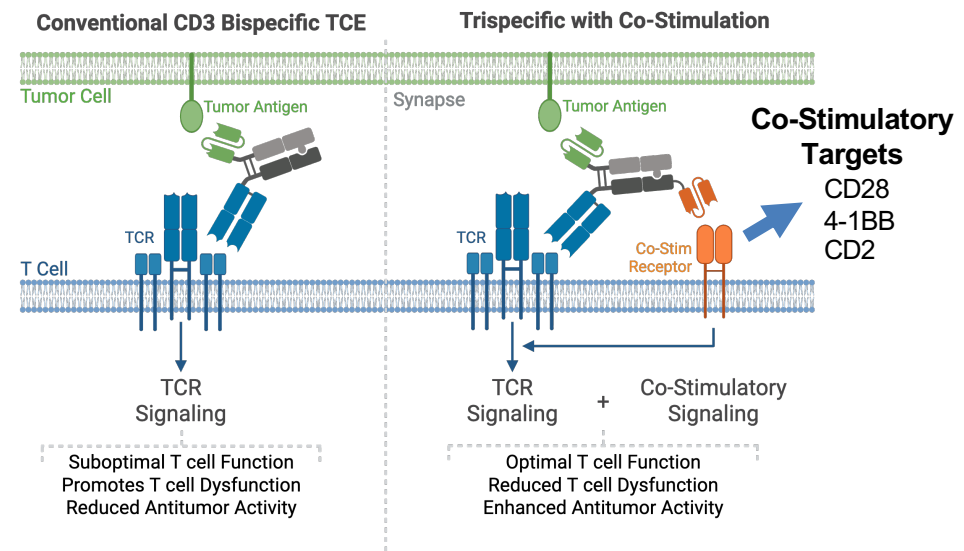 Conventional CD3 Bispecific TCE
Trispecific with Co-Stimulation
Tumor Cell
Tumor Antigen
Synapse
Tumor Antigen
Co-Stimulatory
Targets
CD28
4-1BB
CD2
TCR
TCR
Co-Stim
Receptor
T Cell
TCR
Signaling
TCR
Signaling
+
Co-Stimulatory
Signaling
Suboptimal T cell Function
Promotes T cell Dysfunction
Reduced Antitumor Activity
Optimal T cell Function
Reduced T cell Dysfunction
Enhanced Antitumor Activity